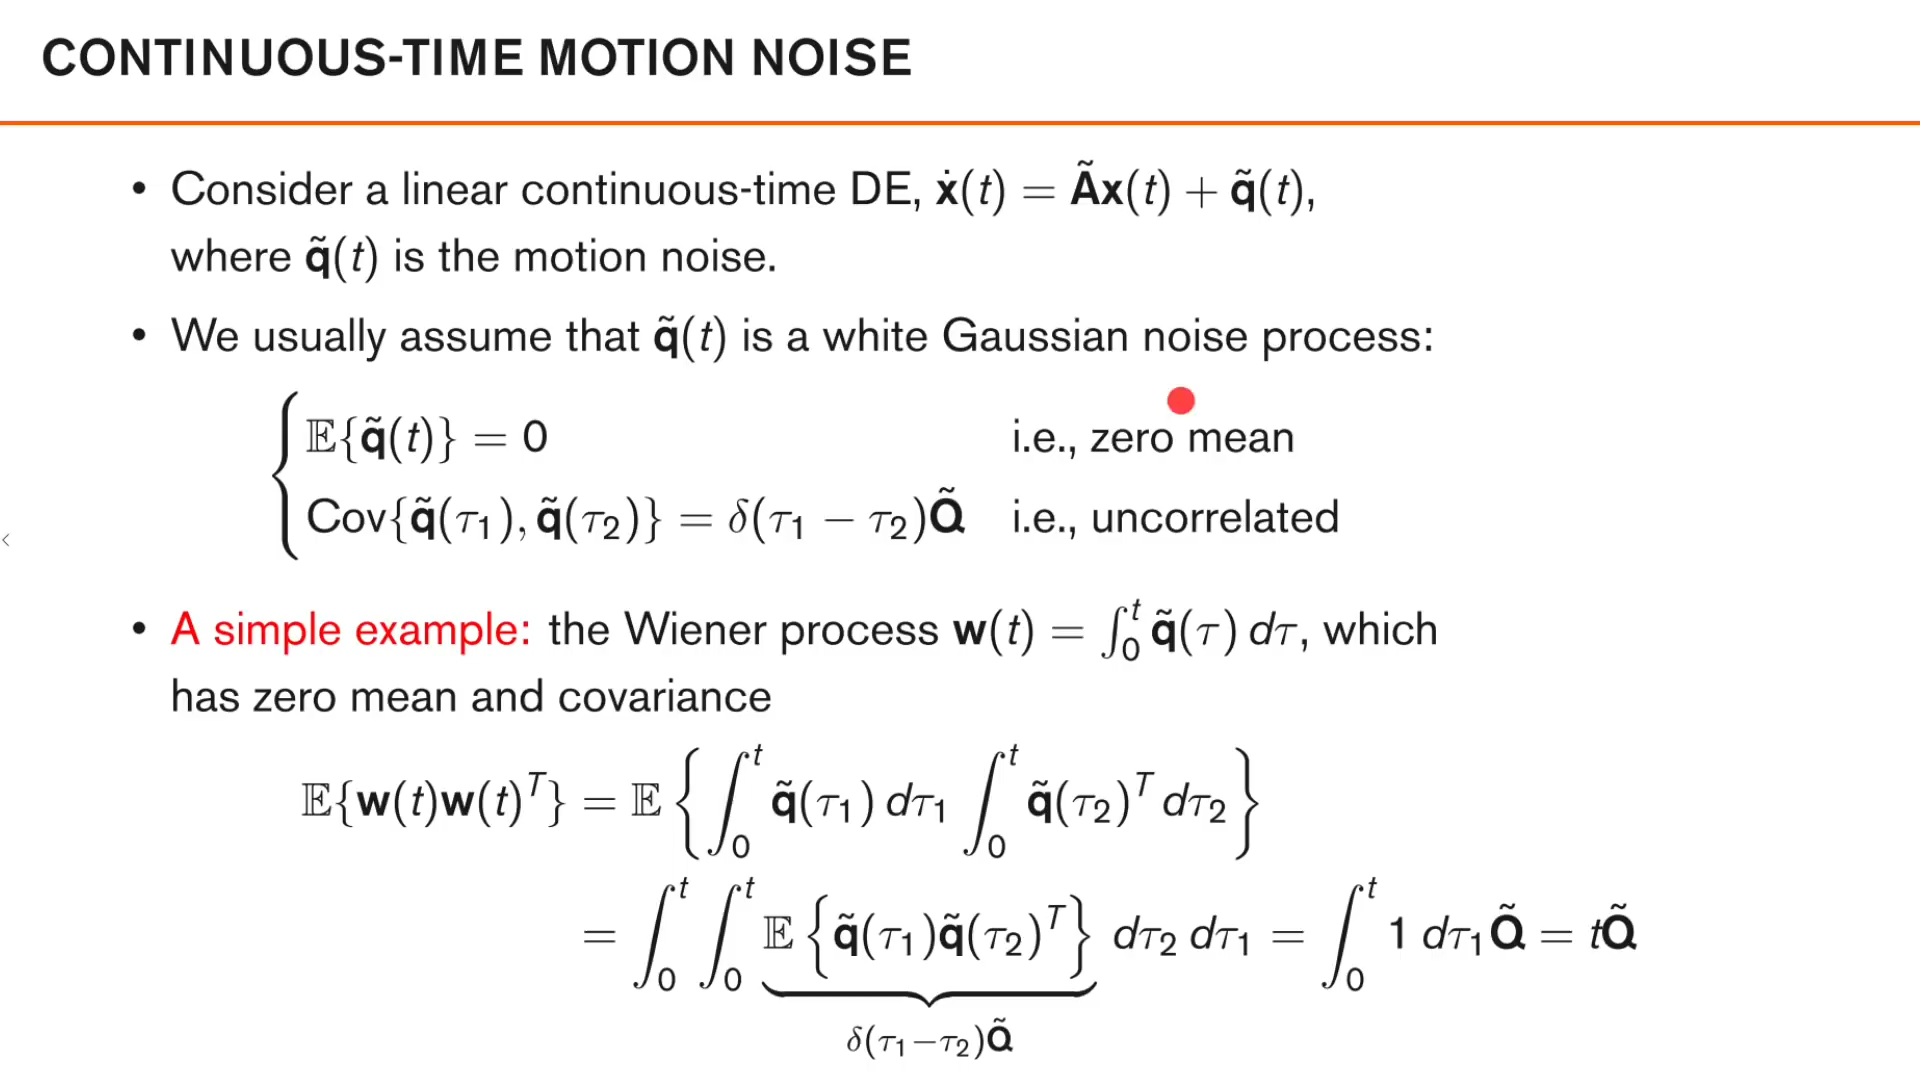 CONTINUOUS-TIME MOTION NOISE
• Consider a linear continuous-time DE, ẋ(t) = Ãx(t) + q̃(t),
where q̃(t) is the motion noise.
• We usually assume that q̃(t) is a white Gaussian noise process:
𝔼{q̃(t)} = 0 i.e., zero mean
Cov{q̃(τ₁), q̃(τ₂)} = δ(τ₁ − τ₂)Q̃ i.e., uncorrelated
• A simple example: the Wiener process w(t) = ∫₀ᵗ q̃(τ) dτ, which
has zero mean and covariance
𝔼{w(t)w(t)ᵀ} = 𝔼{∫₀ᵗ q̃(τ₁) dτ₁ ∫₀ᵗ q̃(τ₂)ᵀ dτ₂}
= ∫₀ᵗ ∫₀ᵗ 𝔼{q̃(τ₁)q̃(τ₂)ᵀ} dτ₂ dτ₁ = ∫₀ᵗ 1 dτ₁Q̃ = tQ̃
δ(τ₁−τ₂)Q̃